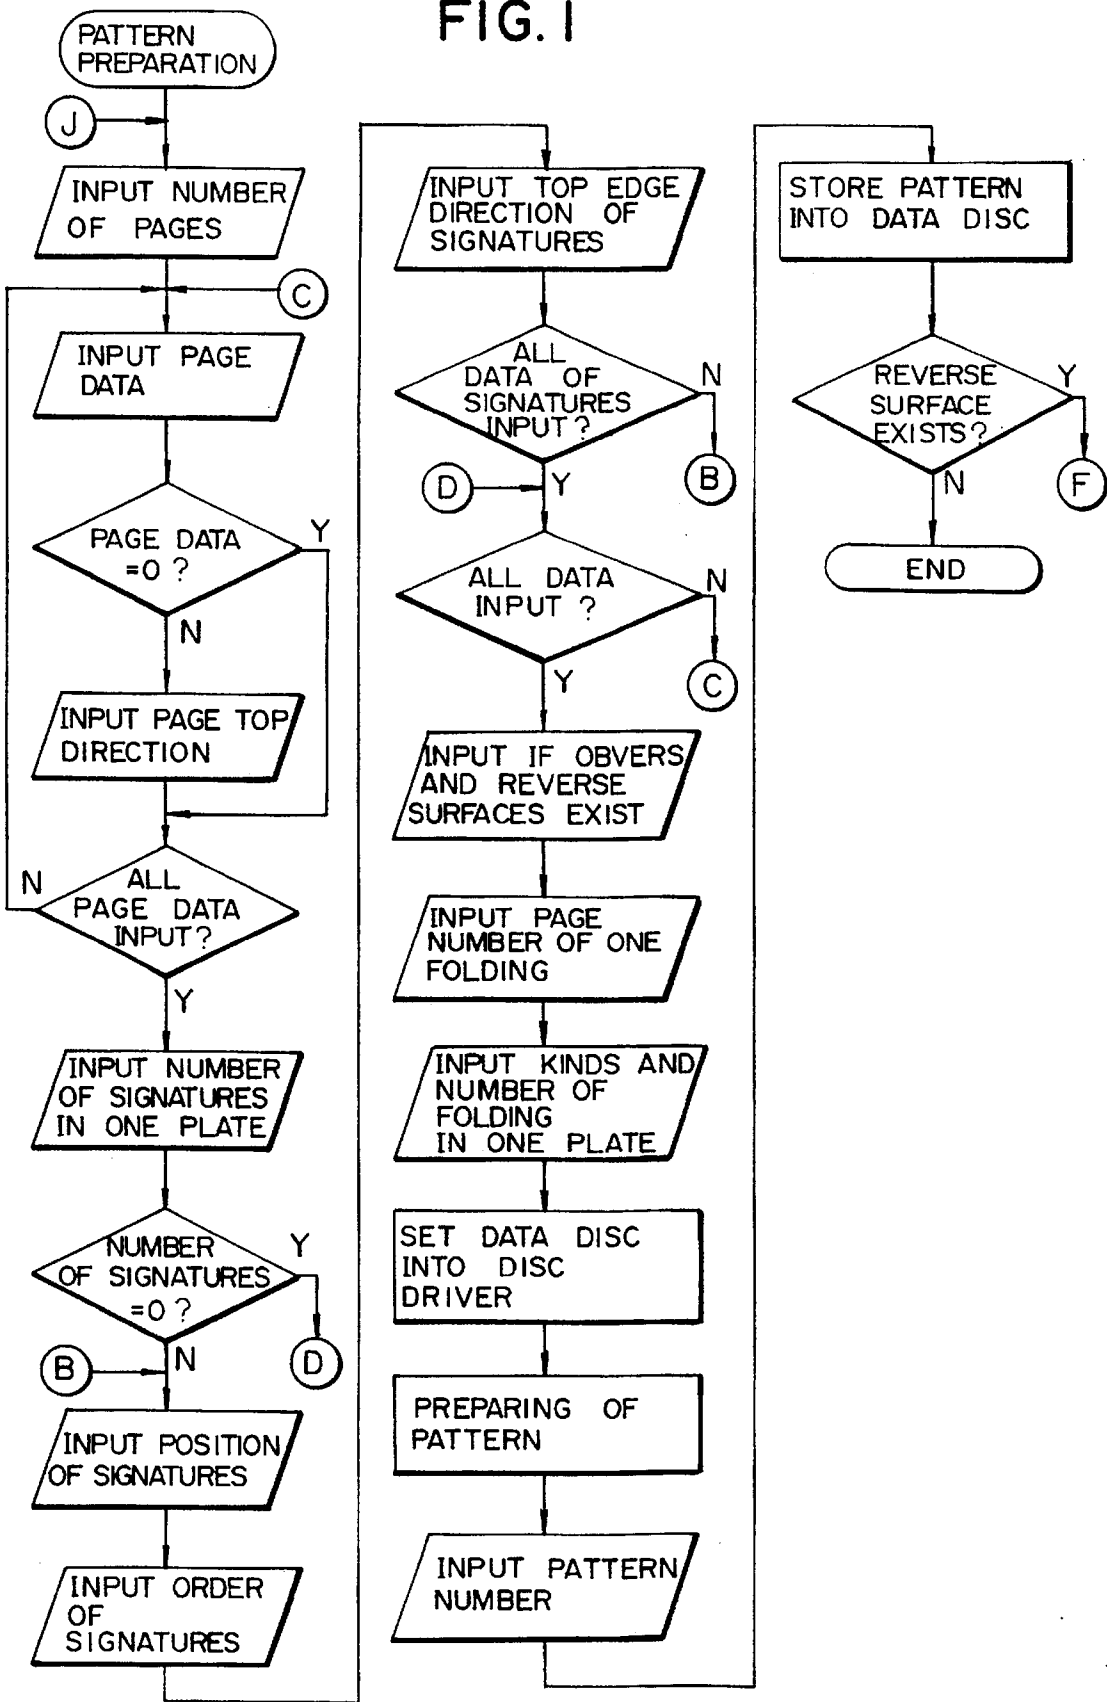 FIG. 1
PATTERN
PREPARATION
J
INPUT NUMBER
OF PAGES
C
INPUT PAGE
DATA
PAGE DATA
=0 ?
Y
N
INPUT PAGE TOP
DIRECTION
N
ALL
PAGE DATA
INPUT?
Y
INPUT NUMBER
OF SIGNATURES
IN ONE PLATE
NUMBER
OF SIGNATURES
=0 ?
Y
D
B
N
INPUT POSITION
OF SIGNATURES
INPUT ORDER
OF
SIGNATURES
INPUT TOP EDGE
DIRECTION OF
SIGNATURES
ALL
DATA OF
SIGNATURES
INPUT?
N
B
D
Y
ALL DATA
INPUT ?
N
C
Y
INPUT IF OBVERS
AND REVERSE
SURFACES EXIST
INPUT PAGE
NUMBER OF ONE
FOLDING
INPUT KINDS AND
NUMBER OF
FOLDING
IN ONE PLATE
SET DATA DISC
INTO DISC
DRIVER
PREPARING OF
PATTERN
INPUT PATTERN
NUMBER
STORE PATTERN
INTO DATA DISC
REVERSE
SURFACE
EXISTS?
Y
F
N
END